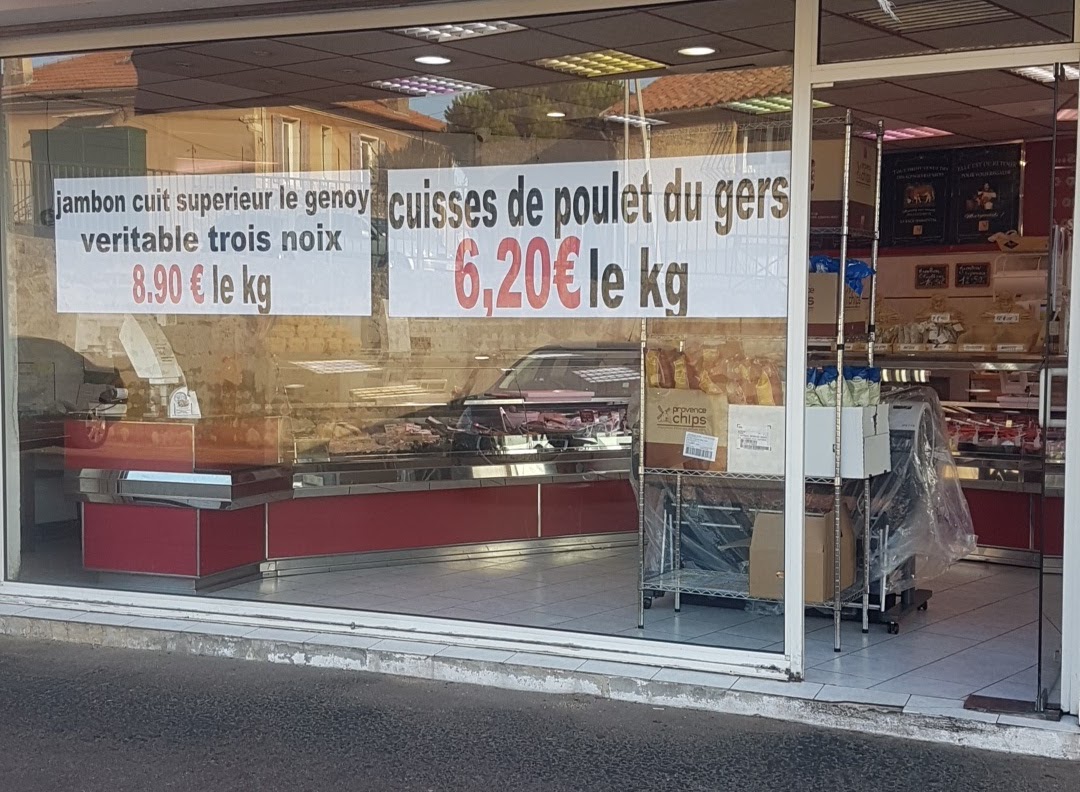 jambon cuit superieur le genoy
veritable trois noix
8.90 € le kg
cuisses de poulet du gers
6,20€ le kg
provence
chips